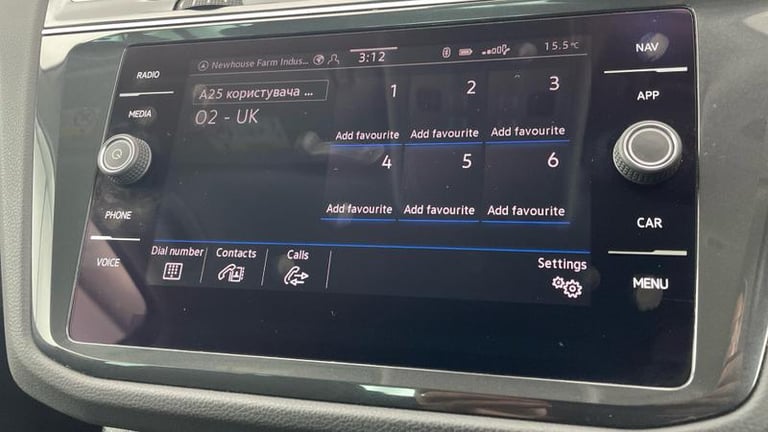 RADIO
MEDIA
PHONE
VOICE
Newhouse Farm Indus...
3:12
15.5°C
A25 користувача ...
O2 - UK
1
2
3
Add favourite
Add favourite
Add favourite
4
5
6
Add favourite
Add favourite
Add favourite
Dial number
Contacts
Calls
Settings
NAV
APP
CAR
MENU